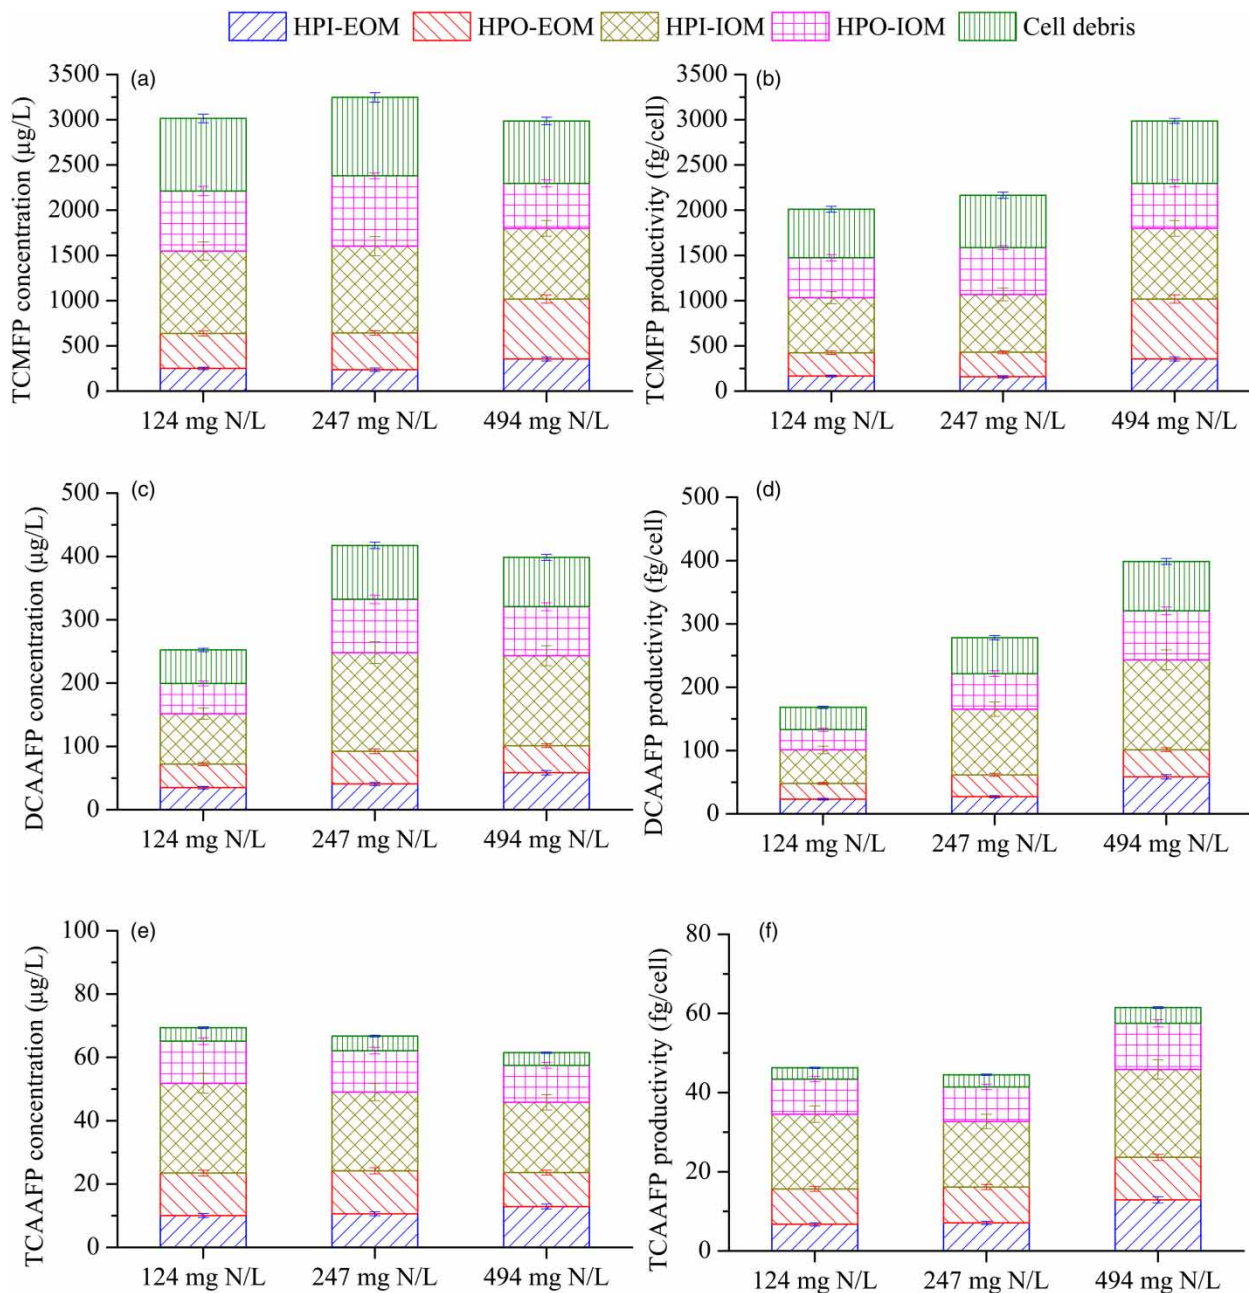 HPI-EOM HPO-EOM HPI-IOM HPO-IOM Cell debris
(a)
TCMFP concentration (µg/L)
3500
3000
2500
2000
1500
1000
500
0
124 mg N/L 247 mg N/L 494 mg N/L
(b)
TCMFP productivity (fg/cell)
3500
3000
2500
2000
1500
1000
500
0
124 mg N/L 247 mg N/L 494 mg N/L
(c)
DCAAFP concentration (µg/L)
500
400
300
200
100
0
124 mg N/L 247 mg N/L 494 mg N/L
(d)
DCAAFP productivity (fg/cell)
500
400
300
200
100
0
124 mg N/L 247 mg N/L 494 mg N/L
(e)
TCAAFP concentration (µg/L)
100
80
60
40
20
0
124 mg N/L 247 mg N/L 494 mg N/L
(f)
TCAAFP productivity (fg/cell)
80
60
40
20
0
124 mg N/L 247 mg N/L 494 mg N/L